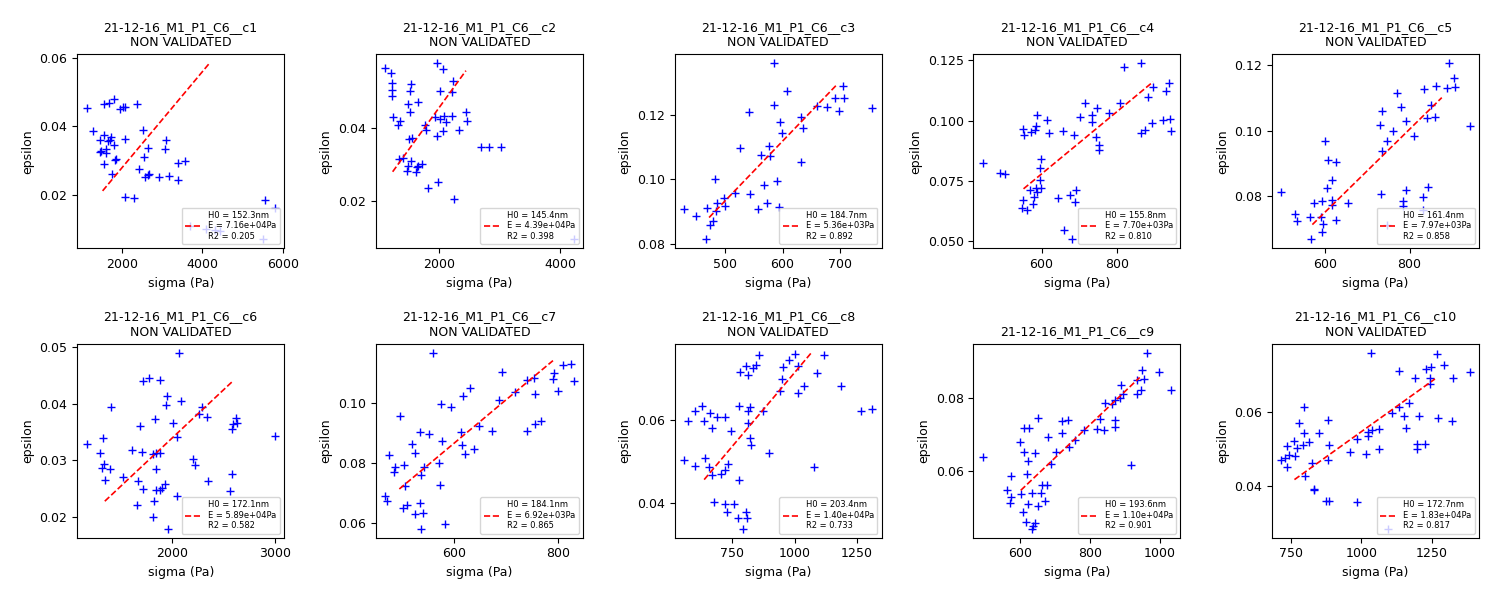 21-12-16_M1_P1_C6__c1
NON VALIDATED
0.06
0.04
0.02
epsilon
2000
4000
6000
sigma (Pa)
H0 = 152.3nm
E = 7.16e+04Pa
R2 = 0.205
21-12-16_M1_P1_C6__c2
NON VALIDATED
0.04
0.02
epsilon
2000
4000
sigma (Pa)
H0 = 145.4nm
E = 4.39e+04Pa
R2 = 0.398
21-12-16_M1_P1_C6__c3
NON VALIDATED
0.12
0.10
0.08
epsilon
500
600
700
sigma (Pa)
H0 = 184.7nm
E = 5.36e+03Pa
R2 = 0.892
21-12-16_M1_P1_C6__c4
NON VALIDATED
0.125
0.100
0.075
0.050
epsilon
600
800
sigma (Pa)
H0 = 155.8nm
E = 7.70e+03Pa
R2 = 0.810
21-12-16_M1_P1_C6__c5
NON VALIDATED
0.12
0.10
0.08
epsilon
600
800
sigma (Pa)
H0 = 161.4nm
E = 7.97e+03Pa
R2 = 0.858
21-12-16_M1_P1_C6__c6
NON VALIDATED
0.05
0.04
0.03
0.02
epsilon
2000
3000
sigma (Pa)
H0 = 172.1nm
E = 5.89e+04Pa
R2 = 0.582
21-12-16_M1_P1_C6__c7
NON VALIDATED
0.10
0.08
0.06
epsilon
600
800
sigma (Pa)
H0 = 184.1nm
E = 6.92e+03Pa
R2 = 0.865
21-12-16_M1_P1_C6__c8
NON VALIDATED
0.06
0.04
epsilon
750
1000
1250
sigma (Pa)
H0 = 203.4nm
E = 1.40e+04Pa
R2 = 0.733
21-12-16_M1_P1_C6__c9
0.08
0.06
epsilon
600
800
1000
sigma (Pa)
H0 = 193.6nm
E = 1.10e+04Pa
R2 = 0.901
21-12-16_M1_P1_C6__c10
NON VALIDATED
0.06
0.04
epsilon
750
1000
1250
sigma (Pa)
H0 = 172.7nm
E = 1.83e+04Pa
R2 = 0.817